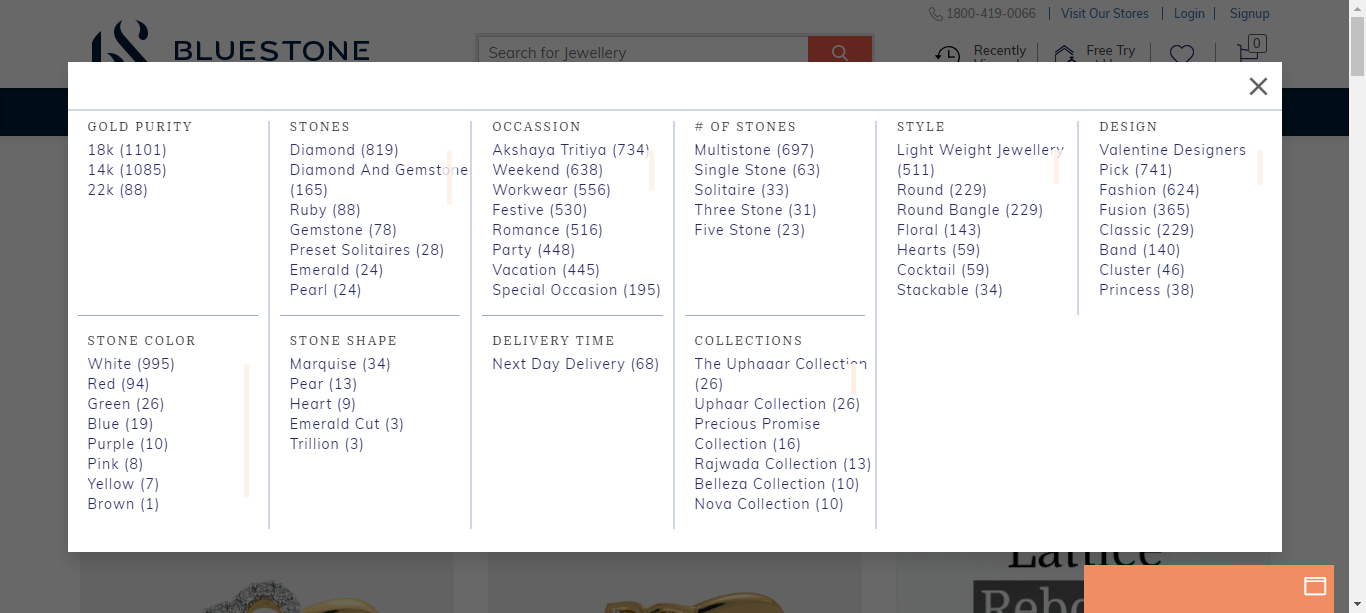 1800-419-0066 | Visit Our Stores | Login | Signup
BLUESTONE
Search for Jewellery
Recently
Free Try
0
GOLD PURITY
18k (1101)
14k (1085)
22k (88)
STONES
Diamond (819)
Diamond And Gemstone
(165)
Ruby (88)
Gemstone (78)
Preset Solitaires (28)
Emerald (24)
Pearl (24)
OCCASSION
Akshaya Tritiya (734)
Weekend (638)
Workwear (556)
Festive (530)
Romance (516)
Party (448)
Vacation (445)
Special Occasion (195)
# OF STONES
Multistone (697)
Single Stone (63)
Solitaire (33)
Three Stone (31)
Five Stone (23)
STYLE
Light Weight Jewellery
(511)
Round (229)
Round Bangle (229)
Floral (143)
Hearts (59)
Cocktail (59)
Stackable (34)
DESIGN
Valentine Designers
Pick (741)
Fashion (624)
Fusion (365)
Classic (229)
Band (140)
Cluster (46)
Princess (38)
STONE COLOR
White (995)
Red (94)
Green (26)
Blue (19)
Purple (10)
Pink (8)
Yellow (7)
Brown (1)
STONE SHAPE
Marquise (34)
Pear (13)
Heart (9)
Emerald Cut (3)
Trillion (3)
DELIVERY TIME
Next Day Delivery (68)
COLLECTIONS
The Uphaaar Collection
(26)
Uphaar Collection (26)
Precious Promise
Collection (16)
Rajwada Collection (13)
Belleza Collection (10)
Nova Collection (10)
Lattice